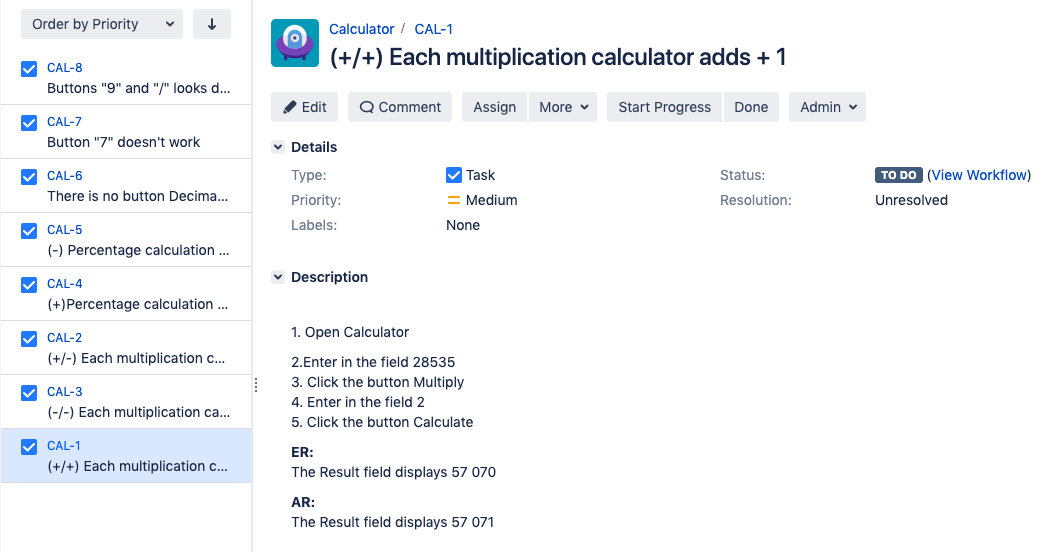 Order by Priority
CAL-8
Buttons "9" and "/" looks d...
CAL-7
Button "7" doesn't work
CAL-6
There is no button Decima...
CAL-5
(-) Percentage calculation ...
CAL-4
(+)Percentage calculation ...
CAL-2
(+/-) Each multiplication c...
CAL-3
(-/-) Each multiplication ca...
CAL-1
(+/+) Each multiplication c...
Calculator / CAL-1
(+/+) Each multiplication calculator adds + 1
Edit Comment Assign More Start Progress Done Admin
Details
Type: Task Status: TO DO (View Workflow)
Priority: Medium Resolution: Unresolved
Labels: None
Description
1. Open Calculator
2.Enter in the field 28535
3. Click the button Multiply
4. Enter in the field 2
5. Click the button Calculate
ER:
The Result field displays 57 070
AR:
The Result field displays 57 071